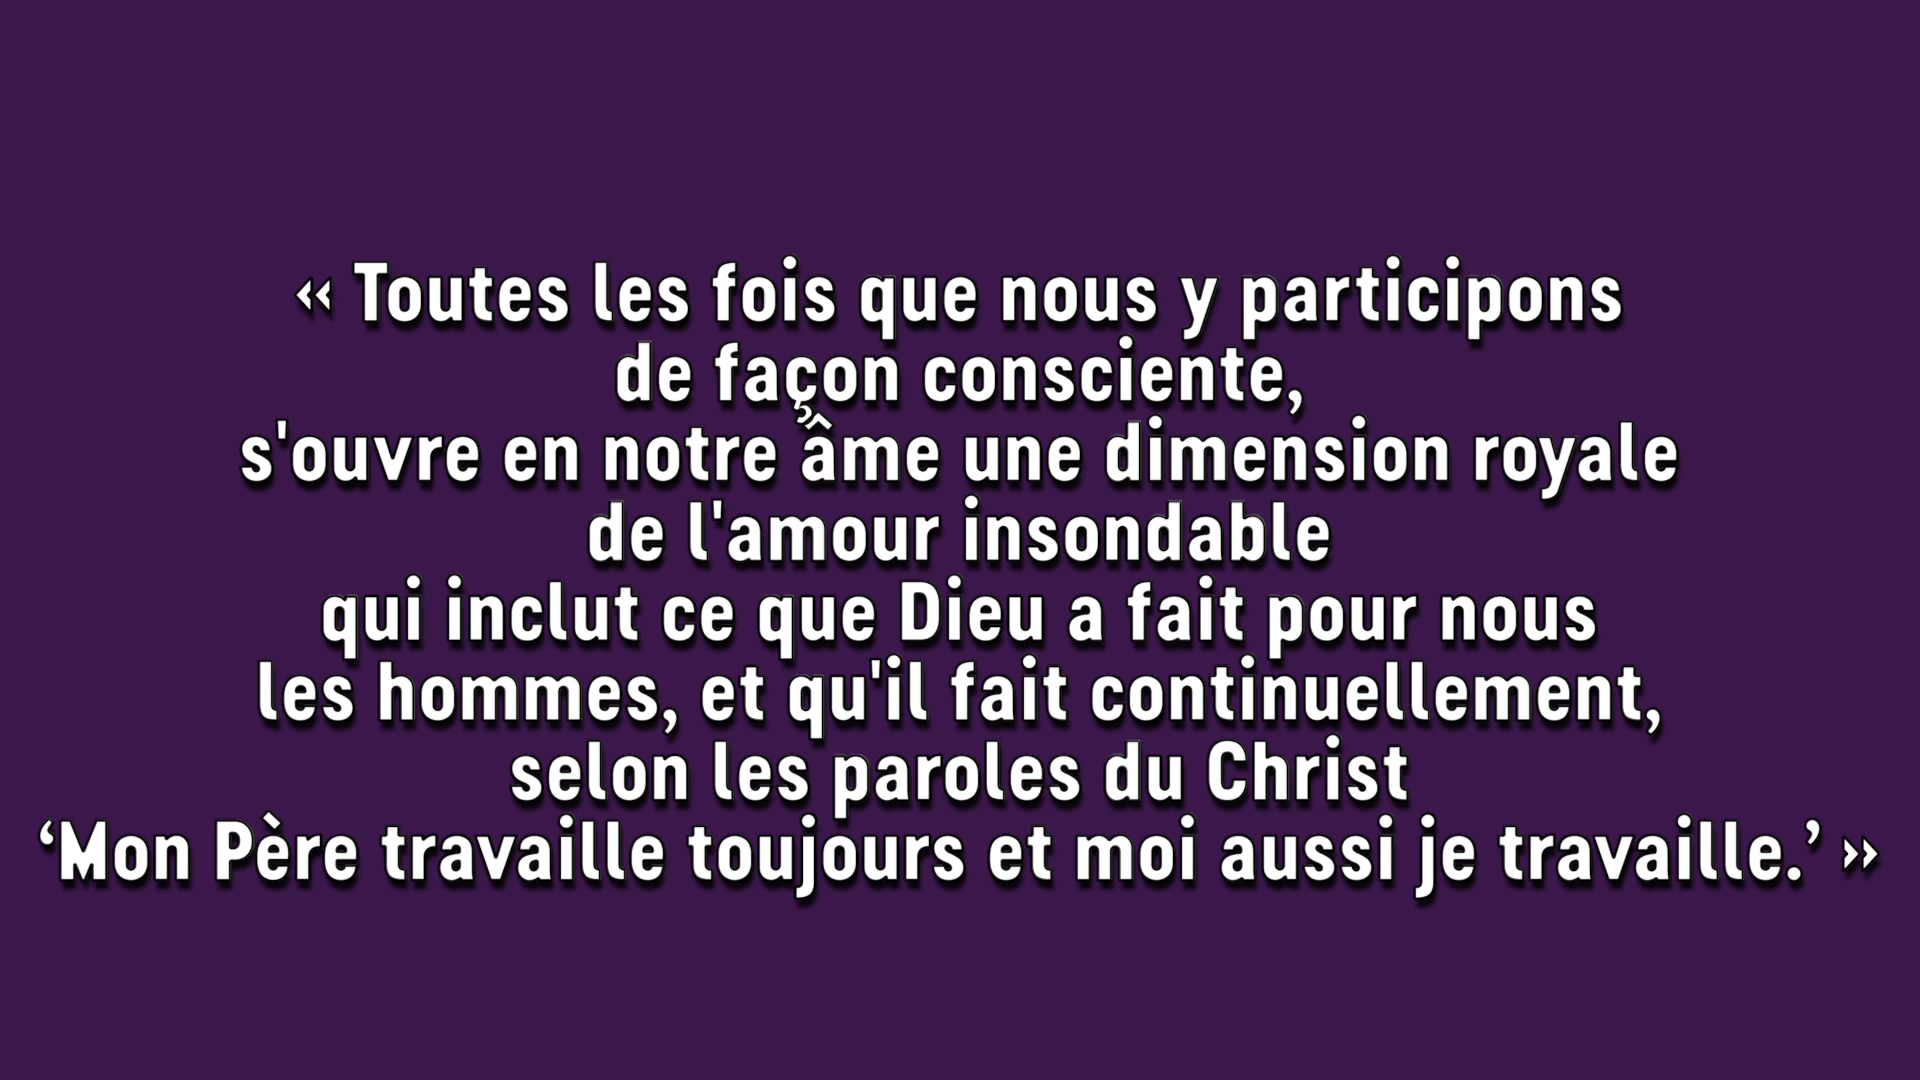 « Toutes les fois que nous y participons
de façon consciente,
s'ouvre en notre âme une dimension royale
de l'amour insondable
qui inclut ce que Dieu a fait pour nous
les hommes, et qu'il fait continuellement,
selon les paroles du Christ
‘Mon Père travaille toujours et moi aussi je travaille.’ »